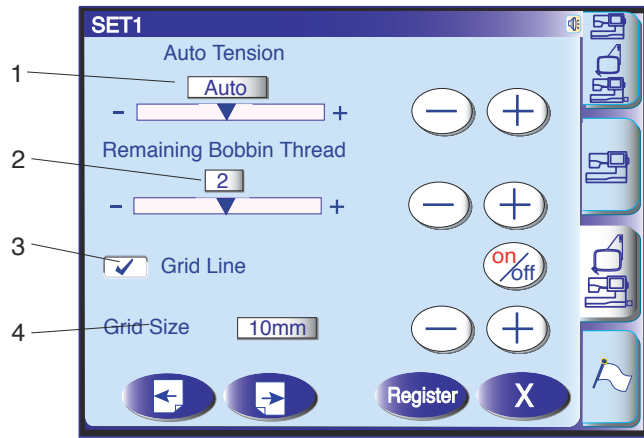 SET1
Auto Tension
1
Auto
- +
Remaining Bobbin Thread
2
2
- +
3
Grid Line
on/off
4
Grid Size
10mm
Register
X